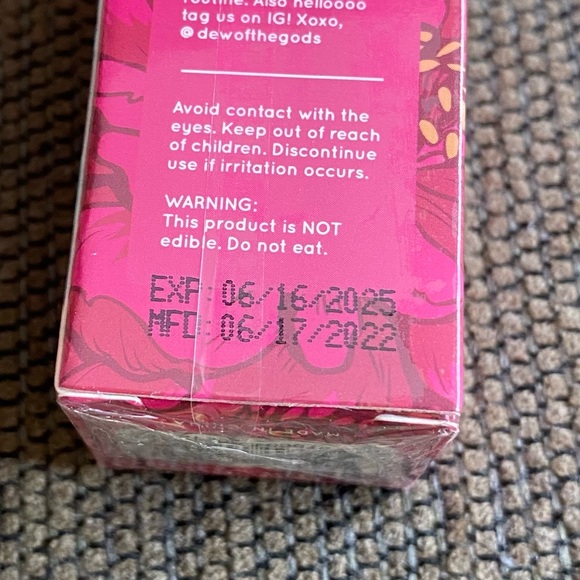 routine. Also helloooo
tag us on IG! Xoxo,
@dewofthegods
Avoid contact with the
eyes. Keep out of reach
of children. Discontinue
use if irritation occurs.
WARNING:
This product is NOT
edible. Do not eat.
EXP:06/16/2025
MFD:06/17/2022